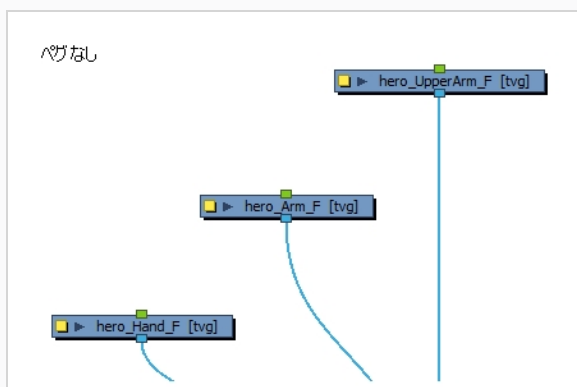 ペグなし
hero_UpperArm_F [tvg]
hero_Arm_F [tvg]
hero_Hand_F [tvg]